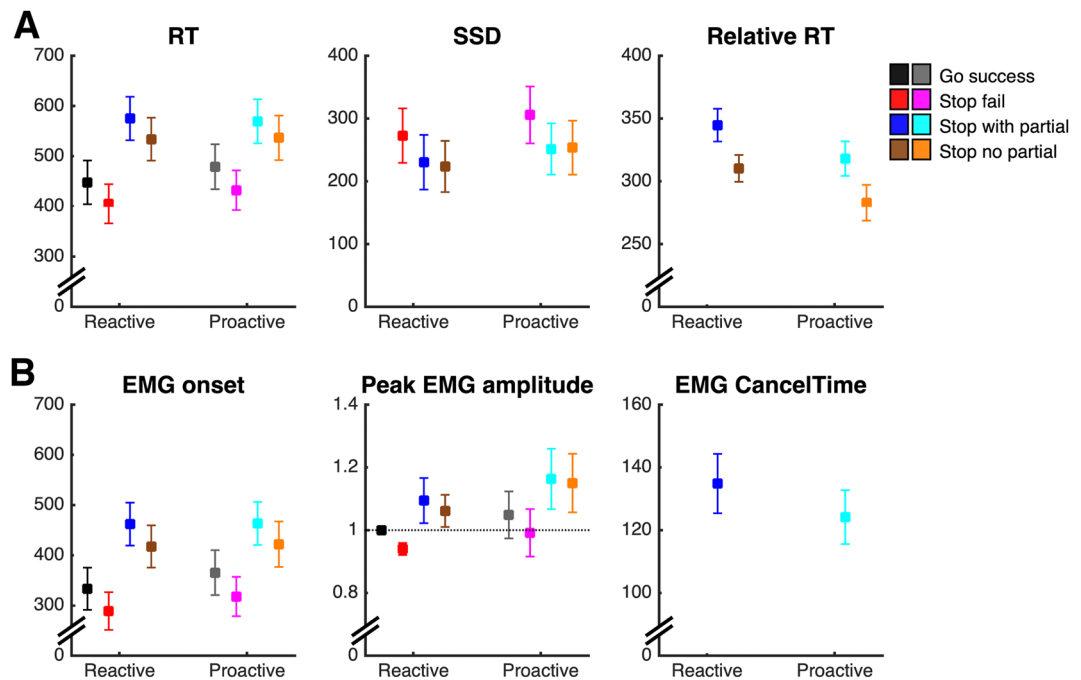 A
RT
SSD
Relative RT
700
600
500
400
300
0
Reactive
Proactive
400
300
200
100
0
Reactive
Proactive
400
350
300
250
0
Reactive
Proactive
Go success
Stop fail
Stop with partial
Stop no partial
B
EMG onset
Peak EMG amplitude
EMG CancelTime
700
600
500
400
300
0
Reactive
Proactive
1.4
1.2
1
0.8
0
Reactive
Proactive
160
140
120
100
0
Reactive
Proactive